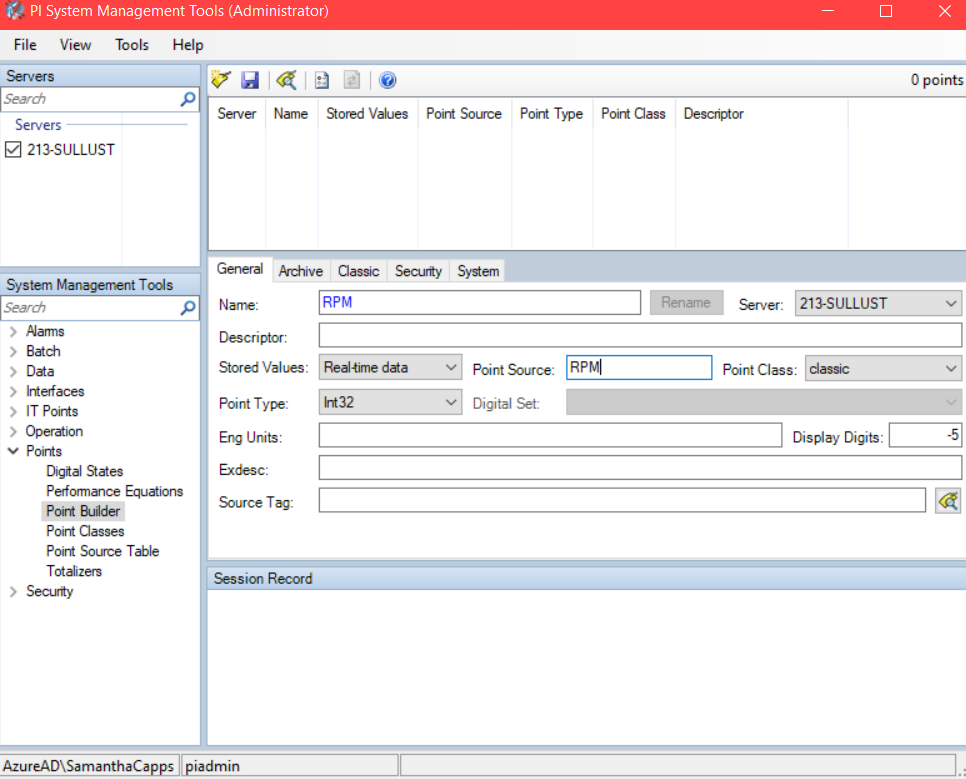 PI System Management Tools (Administrator)
File View Tools Help
Servers
Search
Servers
213-SULLUST
System Management Tools
Search
Alarms
Batch
Data
Interfaces
IT Points
Operation
Points
Digital States
Performance Equations
Point Builder
Point Classes
Point Source Table
Totalizers
Security
0 points
Server Name Stored Values Point Source Point Type Point Class Descriptor
General Archive Classic Security System
Name: RPM Rename Server: 213-SULLUST
Descriptor:
Stored Values: Real-time data Point Source: RPM Point Class: classic
Point Type: Int32 Digital Set:
Eng Units: Display Digits: -5
Exdesc:
Source Tag:
Session Record
AzureAD\SamanthaCapps piadmin